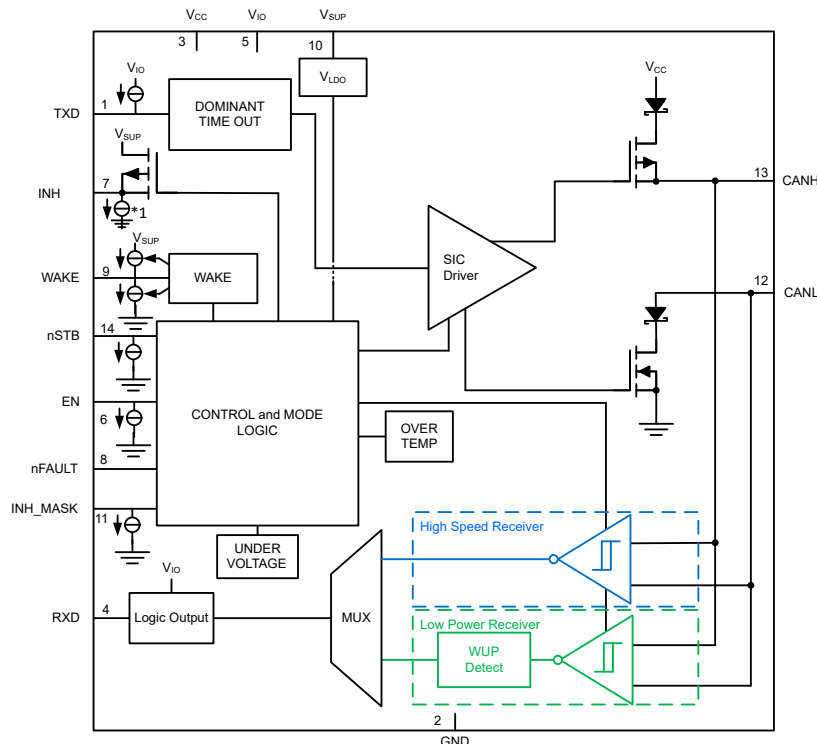 VCC
VIO
VSUP
3
5
10
VIO
VLDO
VCC
TXD
1
DOMINANT
TIME OUT
VSUP
INH
7
*1
13
CANH
VSUP
WAKE
9
WAKE
SIC
Driver
12
CANL
nSTB
14
EN
6
CONTROL and MODE
LOGIC
OVER
TEMP
nFAULT
8
INH_MASK
11
UNDER
VOLTAGE
High Speed Receiver
VIO
RXD
4
Logic Output
MUX
Low Power Receiver
WUP
Detect
2
GND